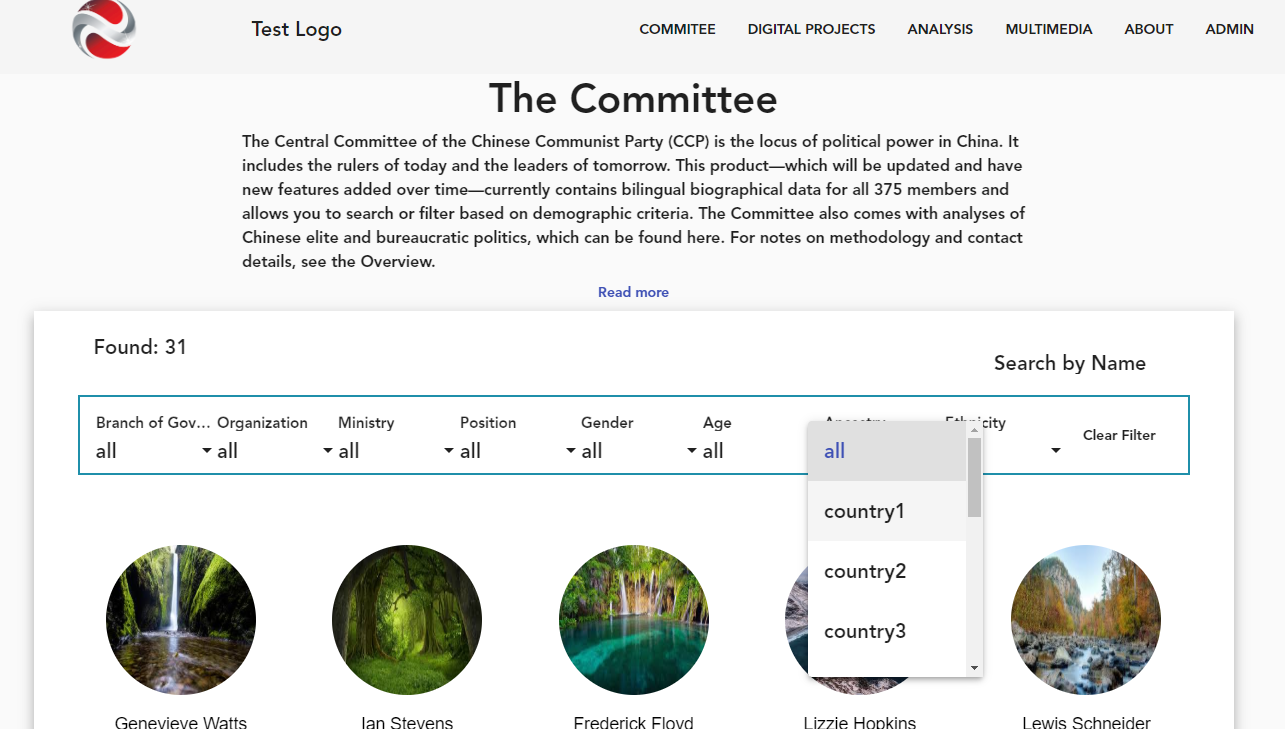 Test Logo
COMMITEE DIGITAL PROJECTS ANALYSIS MULTIMEDIA ABOUT ADMIN
The Committee
The Central Committee of the Chinese Communist Party (CCP) is the locus of political power in China. It
includes the rulers of today and the leaders of tomorrow. This product—which will be updated and have
new features added over time—currently contains bilingual biographical data for all 375 members and
allows you to search or filter based on demographic criteria. The Committee also comes with analyses of
Chinese elite and bureaucratic politics, which can be found here. For notes on methodology and contact
details, see the Overview.
Read more
Found: 31
Search by Name
Branch of Gov... Organization Ministry Position Gender Age Ancestry Ethnicity
all all all all all all
Clear Filter
all
country1
country2
country3
Genevieve Watts Ian Stevens Frederick Floyd Lizzie Hopkins Lewis Schneider